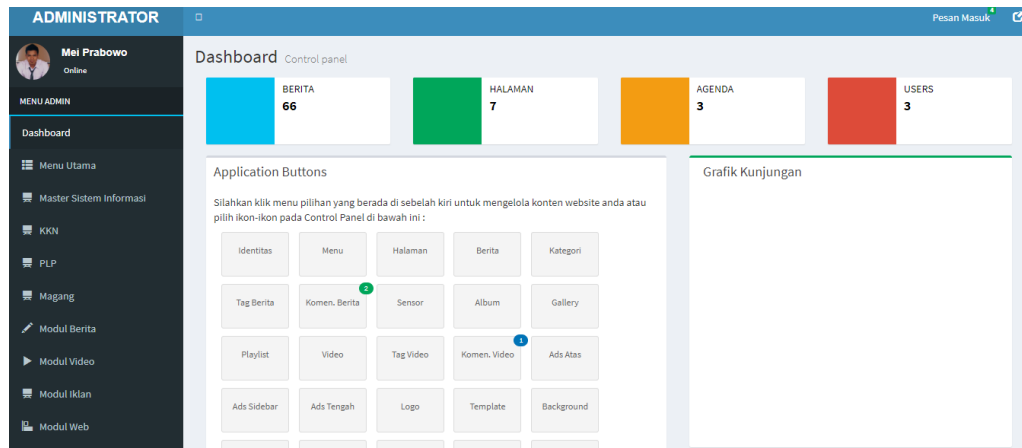 ADMINISTRATOR
Pesan Masuk 4
Mei Prabowo
Online
MENU ADMIN
Dashboard
Menu Utama
Master Sistem Informasi
KKN
PLP
Magang
Modul Berita
Modul Video
Modul Iklan
Modul Web
Dashboard Control panel
BERITA
66
HALAMAN
7
AGENDA
3
USERS
3
Application Buttons
Silahkan klik menu pilihan yang berada di sebelah kiri untuk mengelola konten website anda atau
pilih ikon-ikon pada Control Panel di bawah ini :
Identitas Menu Halaman Berita Kategori
2
Tag Berita Komen. Berita Sensor Album Gallery
1
Playlist Video Tag Video Komen. Video Ads Atas
Ads Sidebar Ads Tengah Logo Template Background
Grafik Kunjungan